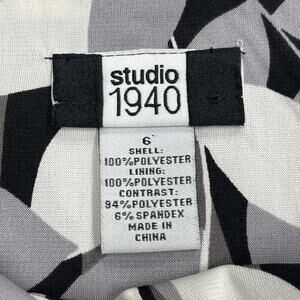 studio
1940
6
SHELL:
100%POLYESTER
LINING:
100%POLYESTER
CONTRAST:
94%POLYESTER
6%SPANDEX
MADE IN
CHINA